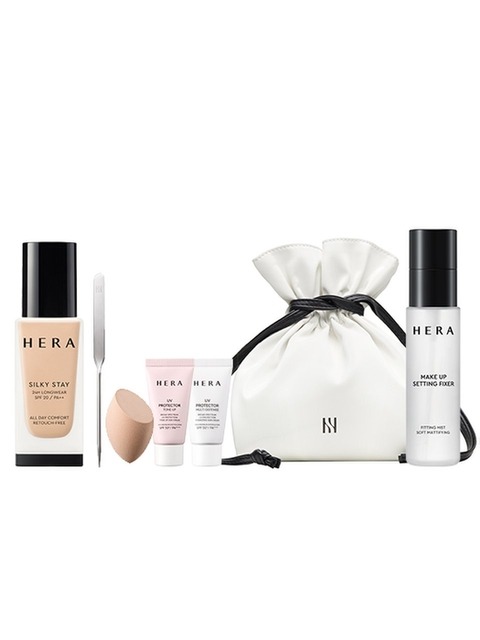 HERA
SILKY STAY
24H LONGWEAR
SPF 20 / PA++
ALL DAY COMFORT
RETOUCH-FREE
HERA
UV
PROTECTOR
TONE-UP
HERA
UV
PROTECTOR
MULTI-DEFENSE
HERA
MAKE UP
SETTING FIXER
FITTING MIST
SOFT MATTIFYING